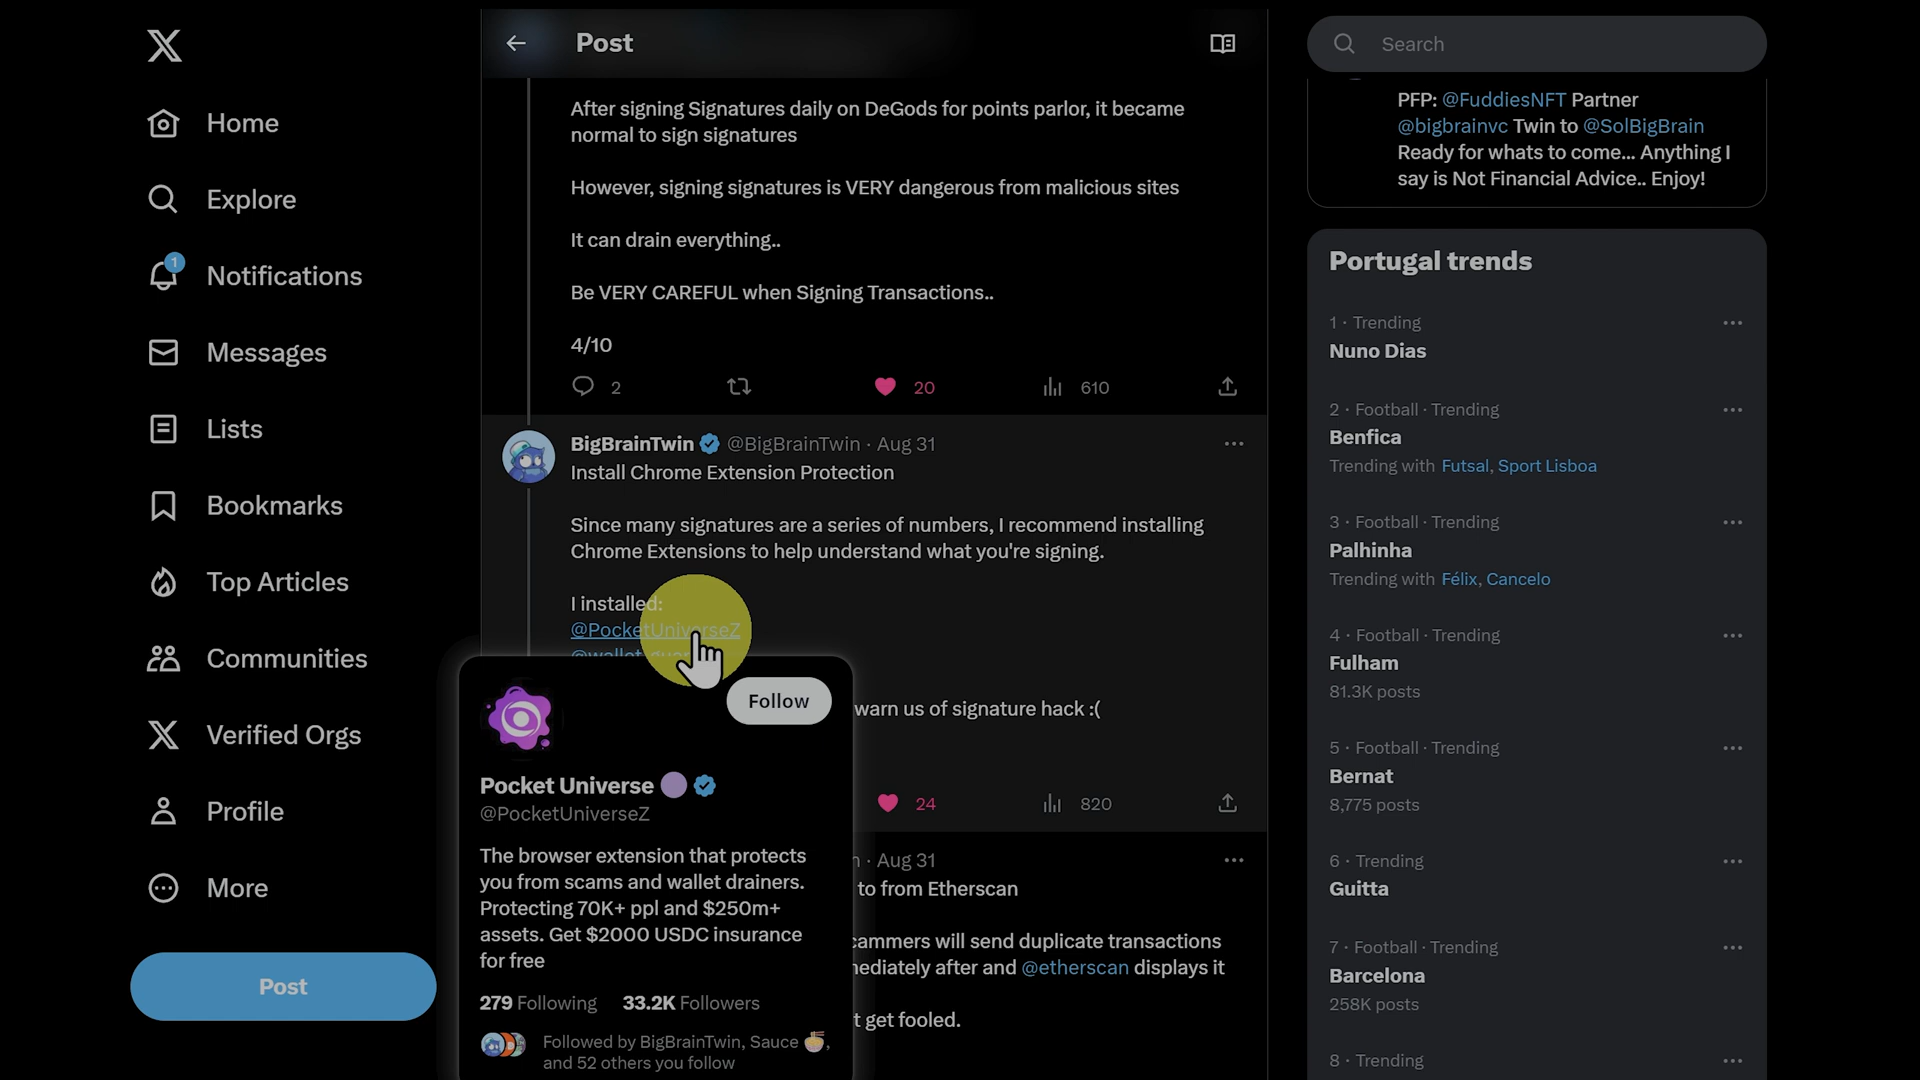 Home
Explore
1
Notifications
Messages
Lists
Bookmarks
Top Articles
Communities
Verified Orgs
Profile
More
Post
Post
After signing Signatures daily on DeGods for points parlor, it became
normal to sign signatures
However, signing signatures is VERY dangerous from malicious sites
It can drain everything..
Be VERY CAREFUL when Signing Transactions..
4/10
2
20
610
BigBrainTwin @BigBrainTwin · Aug 31
Install Chrome Extension Protection
Since many signatures are a series of numbers, I recommend installing
Chrome Extensions to help understand what you're signing.
I installed:
@PocketUniverseZ
warn us of signature hack :(
24
820
Follow
Pocket Universe
@PocketUniverseZ
The browser extension that protects
you from scams and wallet drainers.
Protecting 70K+ ppl and $250m+
assets. Get $2000 USDC insurance
for free
279 Following 33.2K Followers
Followed by BigBrainTwin, Sauce
and 52 others you follow
· Aug 31
to from Etherscan
will send duplicate transactions
after and @etherscan displays it
get fooled.
Search
PFP: @FuddiesNFT Partner
@bigbrainvc Twin to @SolBigBrain
Ready for whats to come... Anything I
say is Not Financial Advice.. Enjoy!
Portugal trends
1 · Trending
Nuno Dias
2 · Football · Trending
Benfica
Trending with Futsal, Sport Lisboa
3 · Football · Trending
Palhinha
Trending with Félix, Cancelo
4 · Football · Trending
Fulham
81.3K posts
5 · Football · Trending
Bernat
8,775 posts
6 · Trending
Guitta
7 · Football · Trending
Barcelona
258K posts
8 · Trending